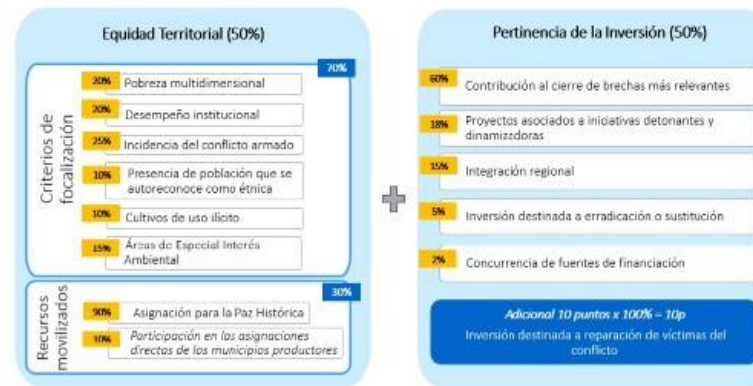 Equidad Territorial (50%)
70%
Criterios de
focalización
20% Pobreza multidimensional
20% Desempeño institucional
25% Incidencia del conflicto armado
10% Presencia de población que se
autoreconoce como étnica
10% Cultivos de uso ilícito
15% Áreas de Especial Interés
Ambiental
30%
Recursos
movilizados
90% Asignación para la Paz Histórica
10% Participación en las asignaciones
directas de los municipios productores
+
Pertinencia de la Inversión (50%)
60% Contribución al cierre de brechas más relevantes
18% Proyectos asociados a iniciativas detonantes y
dinamizadoras
15% Integración regional
5% Inversión destinada a erradicación o sustitución
2% Concurrencia de fuentes de financiación
Adicional 10 puntos x 100% = 10p
Inversión destinada a reparación de víctimas del
conflicto